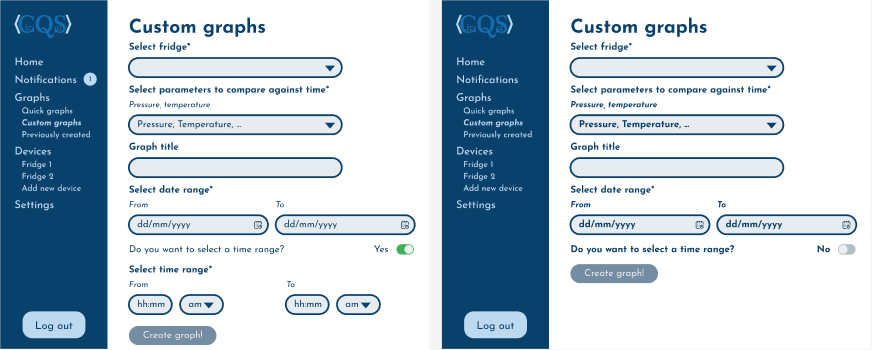 CQS
Home
Notifications 1
Graphs
Quick graphs
Custom graphs
Previously created
Devices
Fridge 1
Fridge 2
Add new device
Settings
Log out
Custom graphs
Select fridge*
Select parameters to compare against time*
Pressure, temperature
Pressure, Temperature, ...
Graph title
Select date range*
From To
dd/mm/yyyy dd/mm/yyyy
Do you want to select a time range? Yes
Select time range*
From To
hh:mm am hh:mm am
Create graph!
CQS
Home
Notifications
Graphs
Quick graphs
Custom graphs
Previously created
Devices
Fridge 1
Fridge 2
Add new device
Settings
Log out
Custom graphs
Select fridge*
Select parameters to compare against time*
Pressure, temperature
Pressure, Temperature, ...
Graph title
Select date range*
From To
dd/mm/yyyy dd/mm/yyyy
Do you want to select a time range? No
Create graph!